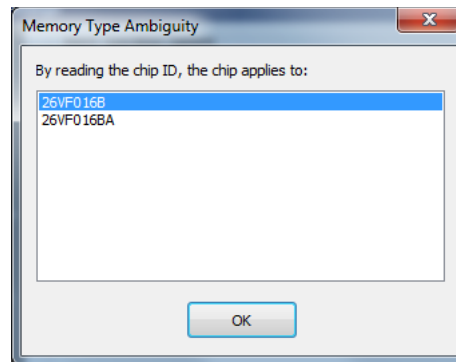 Memory Type Ambiguity
By reading the chip ID, the chip applies to:
26VF016B
26VF016BA
OK